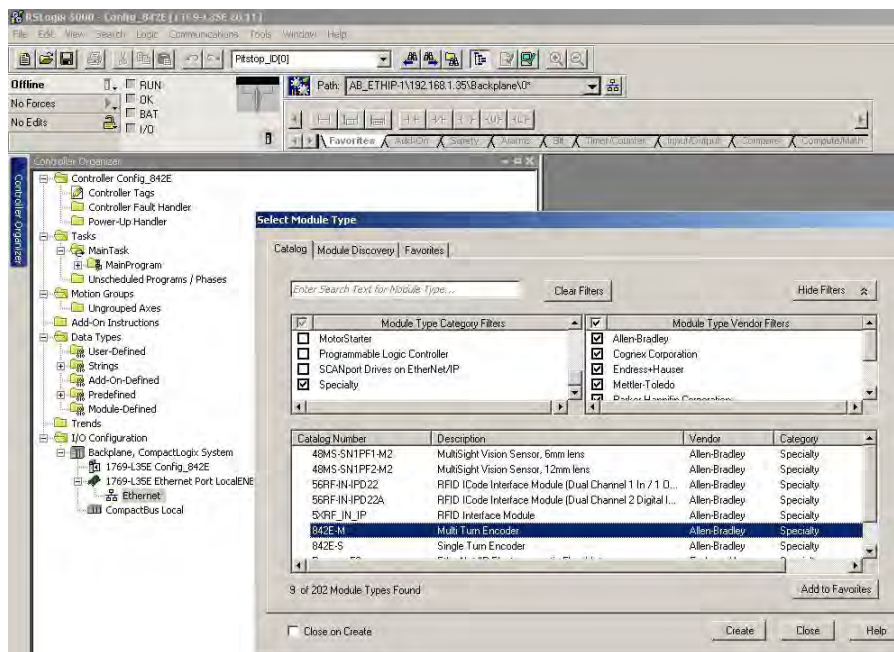 RSLogix 5000 - Config_842E [1769-L35E 20.11]
File Edit View Search Logic Communications Tools Window Help
Pitstop_ID[0]
Offline
RUN
Path: AB_ETHIP-1\192.168.1.35\Backplane\0*
No Forces
OK
No Edits
BAT
I/O
Favorites Add-On Safety Alarms Bit Timer/Counter Input/Output Compare Compute/Math
Controller Organizer
Controller Organizer
Controller Config_842E
Controller Tags
Controller Fault Handler
Power-Up Handler
Tasks
MainTask
MainProgram
Unscheduled Programs / Phases
Motion Groups
Ungrouped Axes
Add-On Instructions
Data Types
User-Defined
Strings
Add-On-Defined
Predefined
Module-Defined
Trends
I/O Configuration
Backplane, CompactLogix System
1769-L35E Config_842E
1769-L35E Ethernet Port LocalENB
Ethernet
CompactBus Local
Select Module Type
Catalog Module Discovery Favorites
Enter Search Text for Module Type...
Clear Filters
Hide Filters
Module Type Category Filters
MotorStarter
Programmable Logic Controller
SCANport Drives on EtherNet/IP
Specialty
Module Type Vendor Filters
Allen-Bradley
Cognex Corporation
Endress+Hauser
Mettler-Toledo
Parker Hannifin Corporation
Catalog Number Description Vendor Category
48MS-SN1PF1-M2 MultiSight Vision Sensor, 6mm lens Allen-Bradley Specialty
48MS-SN1PF2-M2 MultiSight Vision Sensor, 12mm lens Allen-Bradley Specialty
56RF-IN-IPD22 RFID ICode Interface Module (Dual Channel 1 In / 1 O... Allen-Bradley Specialty
56RF-IN-IPD22A RFID ICode Interface Module (Dual Channel 2 Digital I... Allen-Bradley Specialty
5XRF_IN_IP RFID Interface Module Allen-Bradley Specialty
842E-M Multi Turn Encoder Allen-Bradley Specialty
842E-S Single Turn Encoder Allen-Bradley Specialty
9 of 202 Module Types Found
Add to Favorites
Close on Create
Create
Close
Help